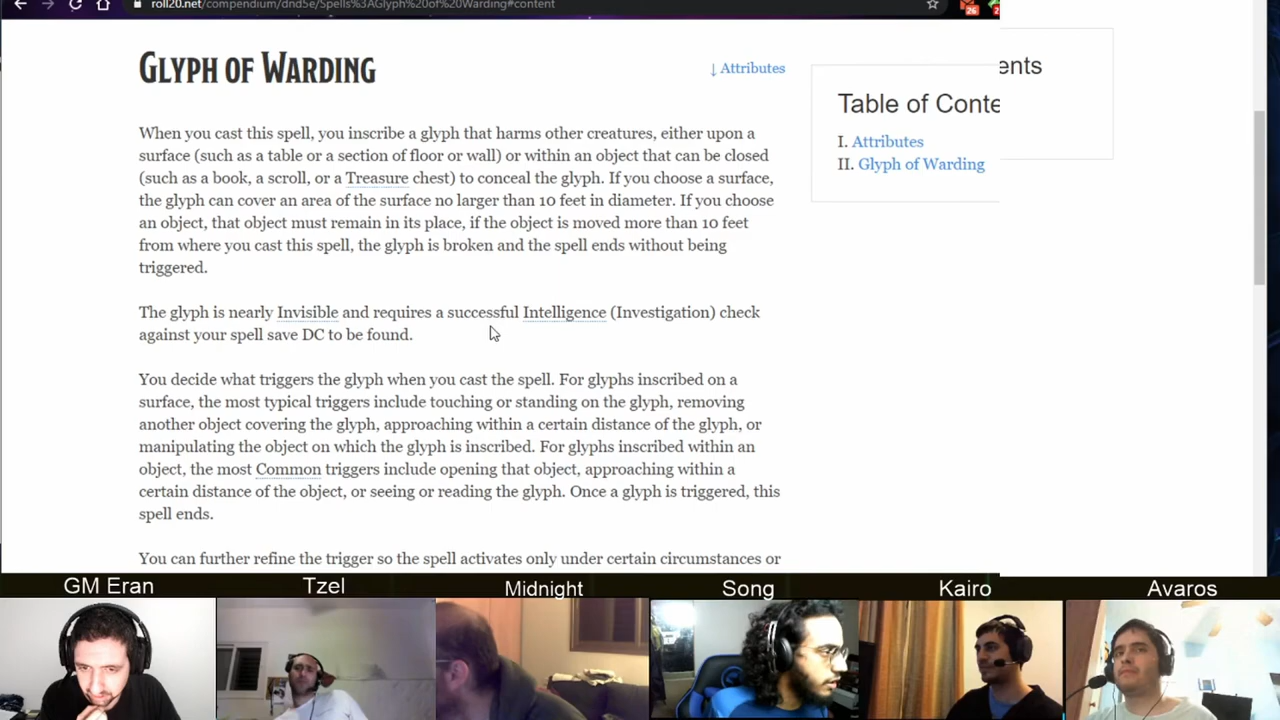 roll20.net/compendium/dnd5e/Spells%3AGlyph%20of%20Warding#content
26
GLYPH OF WARDING
↓ Attributes
ents
Table of Conte
I. Attributes
II. Glyph of Warding
When you cast this spell, you inscribe a glyph that harms other creatures, either upon a
surface (such as a table or a section of floor or wall) or within an object that can be closed
(such as a book, a scroll, or a Treasure chest) to conceal the glyph. If you choose a surface,
the glyph can cover an area of the surface no larger than 10 feet in diameter. If you choose
an object, that object must remain in its place, if the object is moved more than 10 feet
from where you cast this spell, the glyph is broken and the spell ends without being
triggered.
The glyph is nearly Invisible and requires a successful Intelligence (Investigation) check
against your spell save DC to be found.
You decide what triggers the glyph when you cast the spell. For glyphs inscribed on a
surface, the most typical triggers include touching or standing on the glyph, removing
another object covering the glyph, approaching within a certain distance of the glyph, or
manipulating the object on which the glyph is inscribed. For glyphs inscribed within an
object, the most Common triggers include opening that object, approaching within a
certain distance of the object, or seeing or reading the glyph. Once a glyph is triggered, this
spell ends.
You can further refine the trigger so the spell activates only under certain circumstances or
GM Eran
Tzel
Midnight
Song
Kairo
Avaros